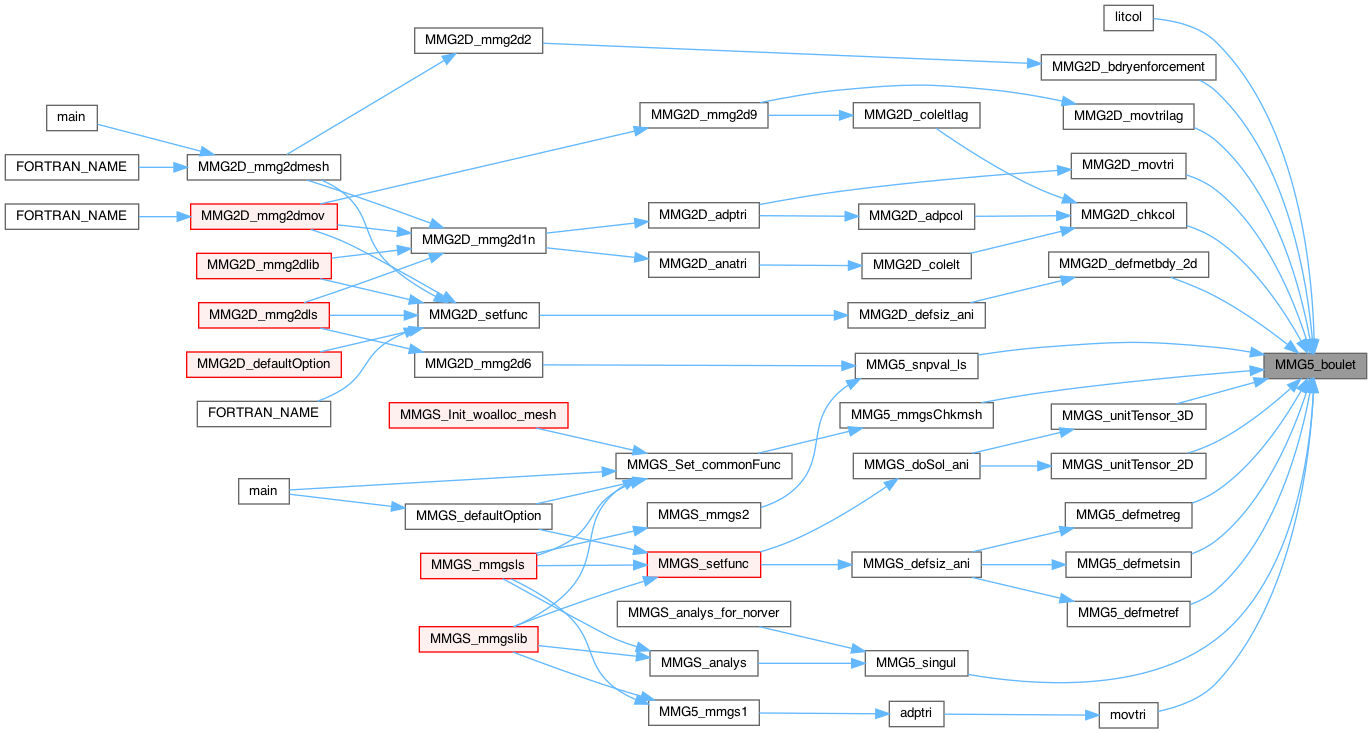 litcol
MMG2D_mmg2d2
MMG2D_bdryenforcement
main
MMG2D_mmg2d9
MMG2D_coleltlag
MMG2D_movtrilag
FORTRAN_NAME
MMG2D_mmg2dmesh
MMG2D_movtri
FORTRAN_NAME
MMG2D_mmg2dmov
MMG2D_adptri
MMG2D_adpcol
MMG2D_chkcol
MMG2D_mmg2d1n
MMG2D_mmg2dlib
MMG2D_anatri
MMG2D_colelt
MMG2D_defmetbdy_2d
MMG2D_mmg2dls
MMG2D_setfunc
MMG2D_defsiz_ani
MMG2D_defaultOption
MMG2D_mmg2d6
MMG5_snpval_ls
MMG5_boulet
FORTRAN_NAME
MMGS_Init_woalloc_mesh
MMG5_mmgsChkmsh
MMGS_unitTensor_3D
MMGS_Set_commonFunc
MMGS_doSol_ani
MMGS_unitTensor_2D
main
MMGS_defaultOption
MMGS_mmgs2
MMG5_defmetreg
MMGS_mmgsls
MMGS_setfunc
MMGS_defsiz_ani
MMG5_defmetsin
MMGS_analys_for_norver
MMG5_defmetref
MMGS_mmgslib
MMGS_analys
MMG5_singul
MMG5_mmgs1
adptri
movtri